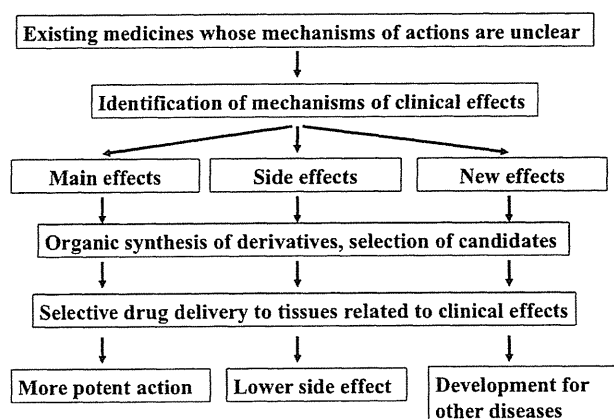 Existing medicines whose mechanisms of actions are unclear
Identification of mechanisms of clinical effects
Main effects
Side effects
New effects
Organic synthesis of derivatives, selection of candidates
Selective drug delivery to tissues related to clinical effects
More potent action
Lower side effect
Development for
other diseases